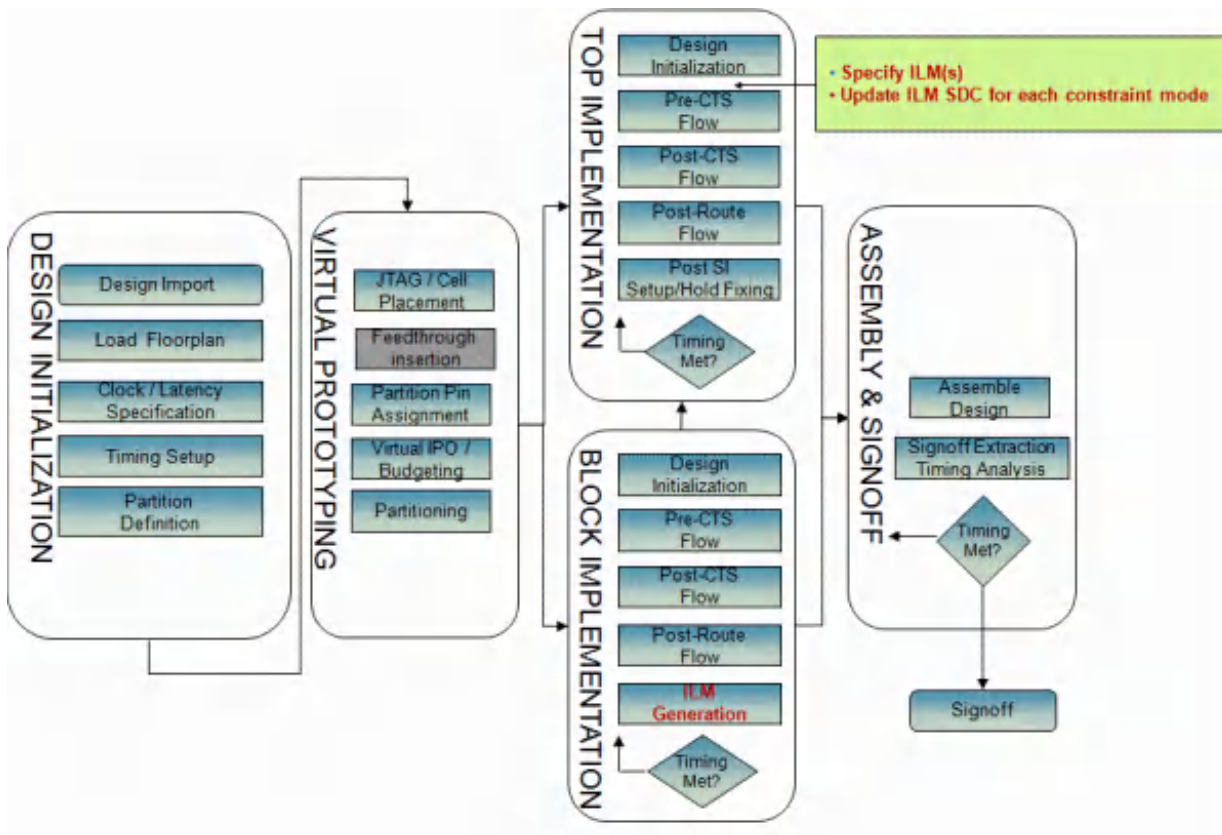 DESIGN INITIALIZATION
Design Import
Load Floorplan
Clock / Latency
Specification
Timing Setup
Partition
Definition
VIRTUAL PROTOTYPING
JTAG / Cell
Placement
Feedthrough
insertion
Partition Pin
Assignment
Virtual IPO /
Budgeting
Partitioning
TOP IMPLEMENTATION
Design
Initialization
Pre-CTS
Flow
Post-CTS
Flow
Post-Route
Flow
Post SI
Setup/Hold Fixing
Timing
Met?
• Specify ILM(s)
• Update ILM SDC for each constraint mode
BLOCK IMPLEMENTATION
Design
Initialization
Pre-CTS
Flow
Post-CTS
Flow
Post-Route
Flow
ILM
Generation
Timing
Met?
ASSEMBLY & SIGNOFF
Assemble
Design
Signoff Extraction
Timing Analysis
Timing
Met?
Signoff